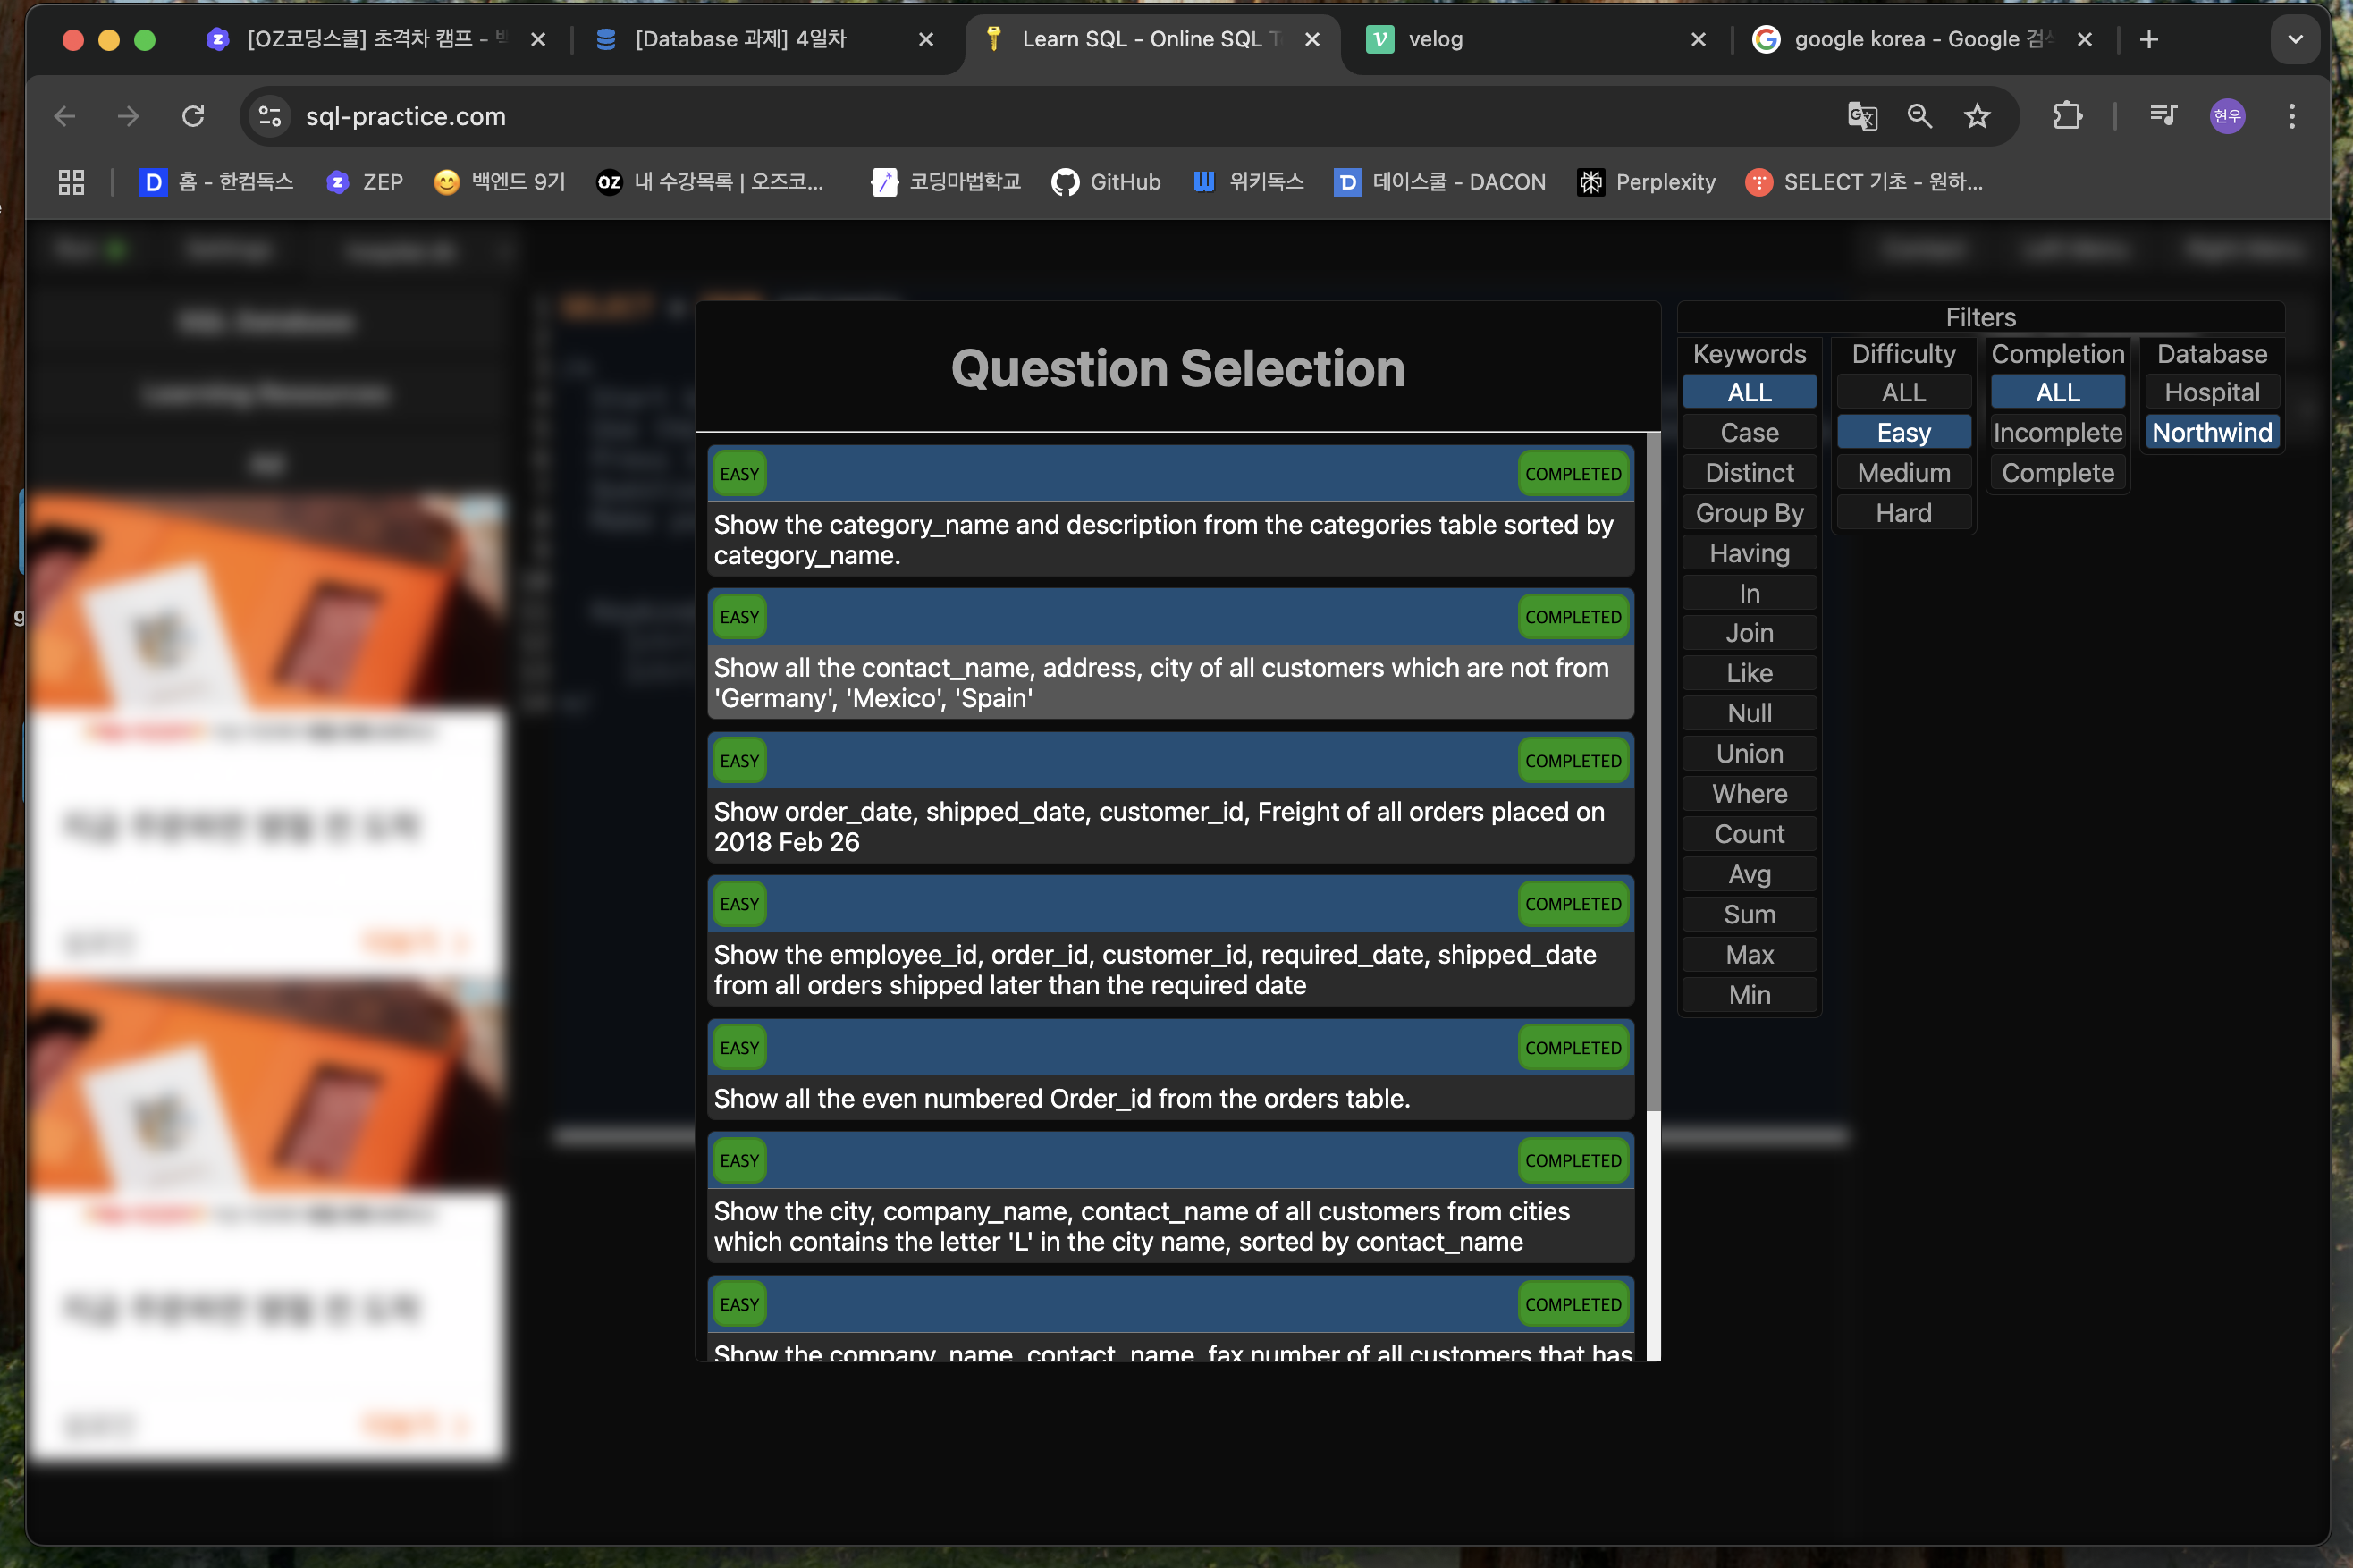 [OZ코딩스쿨] 초격차 캠프 -
[Database 과제] 4일차
Learn SQL - Online SQL T
velog
google korea - Google 검색
sql-practice.com
현우
홈 - 한컴독스
ZEP
백엔드 9기
내 수강목록 | 오즈코...
코딩마법학교
GitHub
위키독스
데이스쿨 - DACON
Perplexity
SELECT 기초 - 원하...
Question Selection
EASY
COMPLETED
Show the category_name and description from the categories table sorted by
category_name.
EASY
COMPLETED
Show all the contact_name, address, city of all customers which are not from
'Germany', 'Mexico', 'Spain'
EASY
COMPLETED
Show order_date, shipped_date, customer_id, Freight of all orders placed on
2018 Feb 26
EASY
COMPLETED
Show the employee_id, order_id, customer_id, required_date, shipped_date
from all orders shipped later than the required date
EASY
COMPLETED
Show all the even numbered Order_id from the orders table.
EASY
COMPLETED
Show the city, company_name, contact_name of all customers from cities
which contains the letter 'L' in the city name, sorted by contact_name
EASY
COMPLETED
Show the company_name, contact_name, fax number of all customers that has
Filters
Keywords
ALL
Case
Distinct
Group By
Having
In
Join
Like
Null
Union
Where
Count
Avg
Sum
Max
Min
Difficulty
ALL
Easy
Medium
Hard
Completion
ALL
Incomplete
Complete
Database
Hospital
Northwind